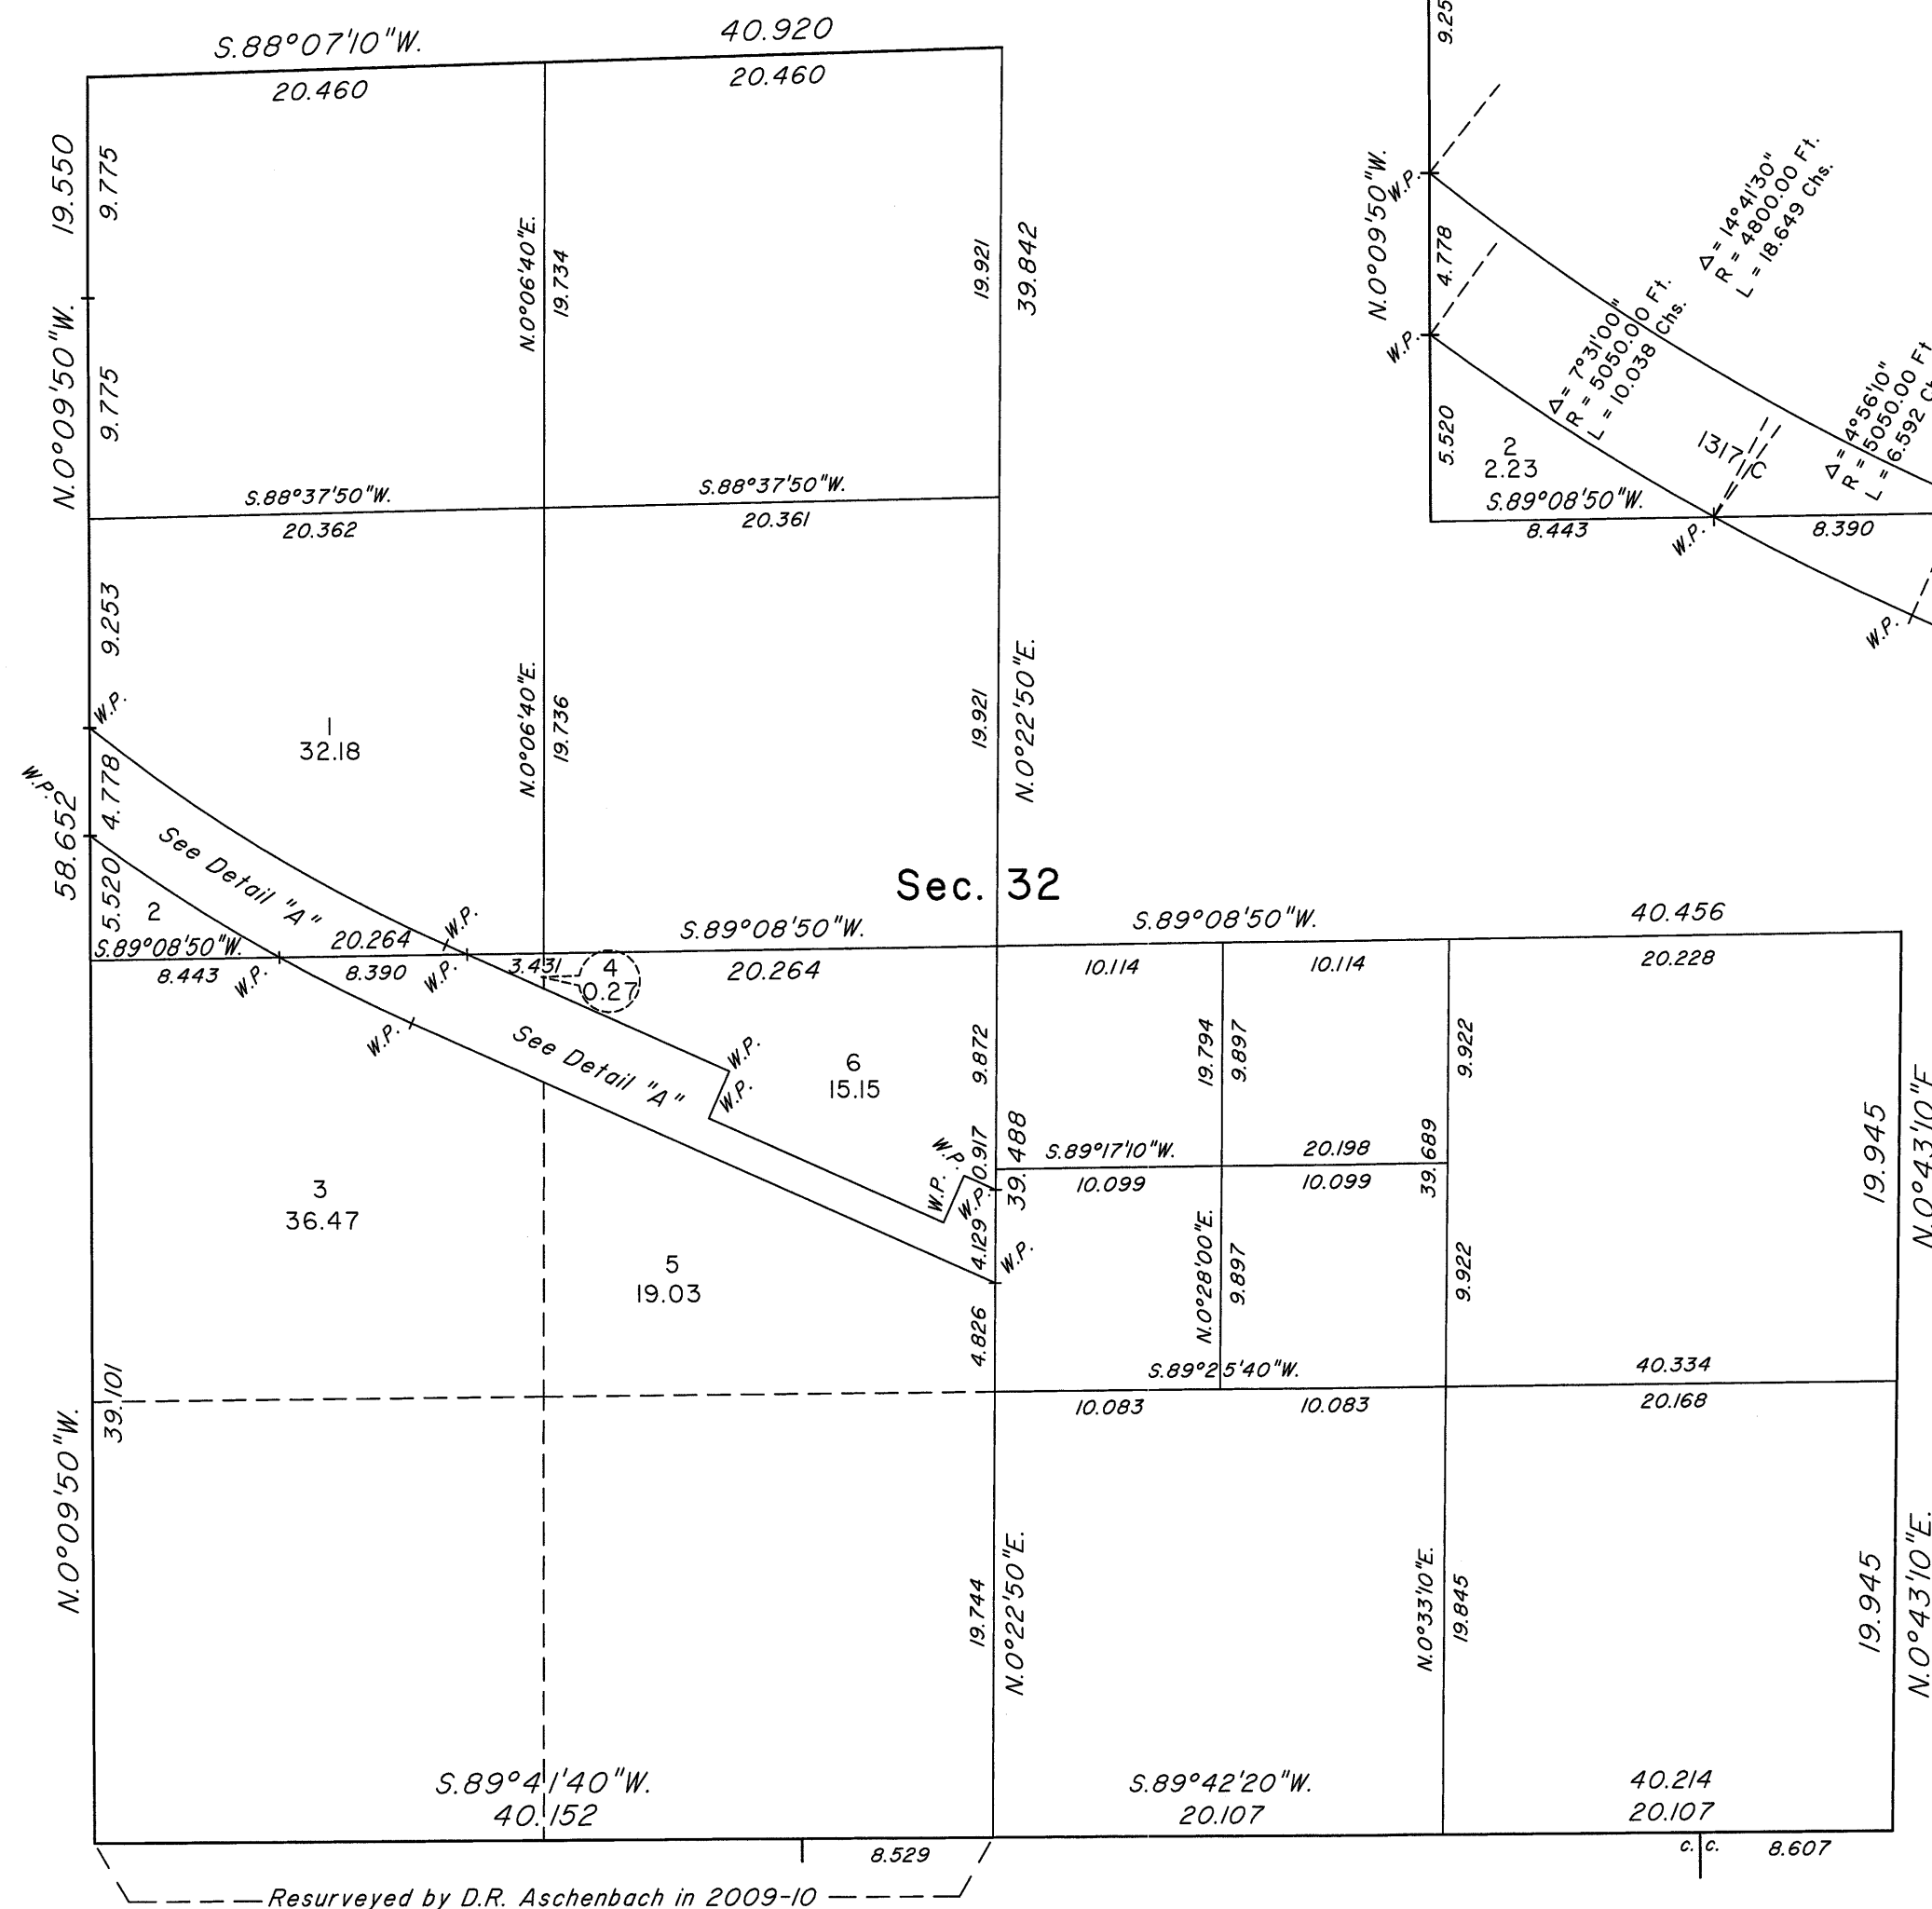 S.88°07'10"W.
40.920
20.460
20.460
19.550
9.775
N.0°06'40"E.
19.734
19.921
39.842
N.0°09'50"W.
9.775
S.88°37'50"W.
S.88°37'50"W.
20.362
20.361
9.253
W.P.
1
32.18
N.0°06'40"E.
19.736
19.921
N.0°22'50"E.
W.P.
58.652
4.778
5.520
See Detail "A"
2
Sec. 32
S.89°08'50"W.
20.264
W.P.
S.89°08'50"W.
S.89°08'50"W.
40.456
8.443
W.P.
8.390
W.P.
3.431
4
0.27
20.264
10.114
10.114
20.228
W.P.
See Detail "A"
W.P.
W.P.
6
15.15
9.872
19.794
9.897
9.922
19.945
N.0°43'10"E
W.P.
0.917
39.488
S.89°17'10"W.
20.198
39.689
W.P.
W.P.
10.099
10.099
3
36.47
5
19.03
4.129
W.P.
N.0°28'00"E.
9.897
9.922
4.826
S.89°25'40"W.
40.334
10.083
10.083
20.168
39.101
N.0°09'50"W.
19.744
N.0°22'50"E.
N.0°33'10"E.
19.845
19.945
N.0°43'10"E.
S.89°41'40"W.
40.152
S.89°42'20"W.
20.107
40.214
20.107
8.529
c.c.
8.607
Resurveyed by D.R. Aschenbach in 2009-10
9.25
N.0°09'50"W.
W.P.
4.778
W.P.
5.520
Δ = 14°41'30"
R = 4800.00 Ft.
L = 18.649 Chs.
Δ = 7°31'00"
R = 5050.00 Ft.
L = 10.038 Chs.
2
2.23
1317 C
Δ = 4°56'10"
R = 5050.00 Ft
L = 6.592
S.89°08'50"W.
8.443
W.P.
8.390
W.P.